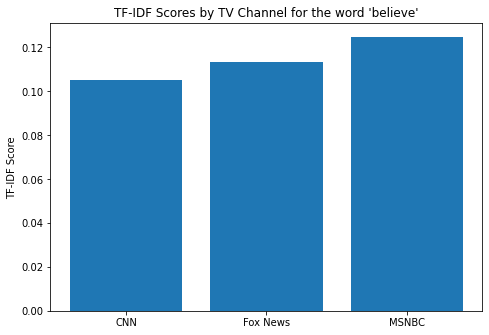 TF-IDF Scores by TV Channel for the word 'believe'
TF-IDF Score
0.12
0.10
0.08
0.06
0.04
0.02
0.00
CNN
Fox News
MSNBC